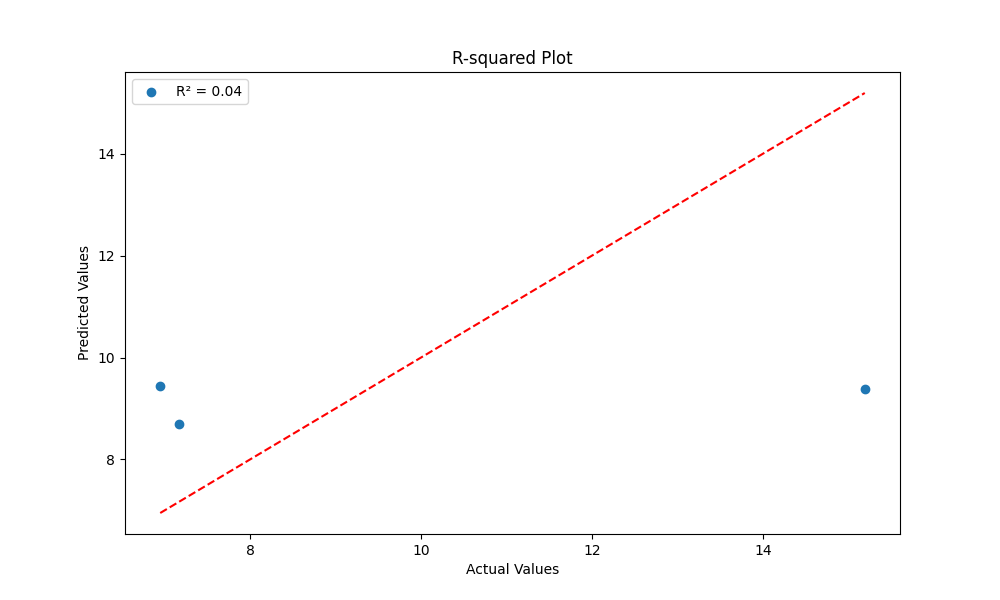 R-squared Plot
R² = 0.04
14
12
10
8
Predicted Values
8
10
12
14
Actual Values